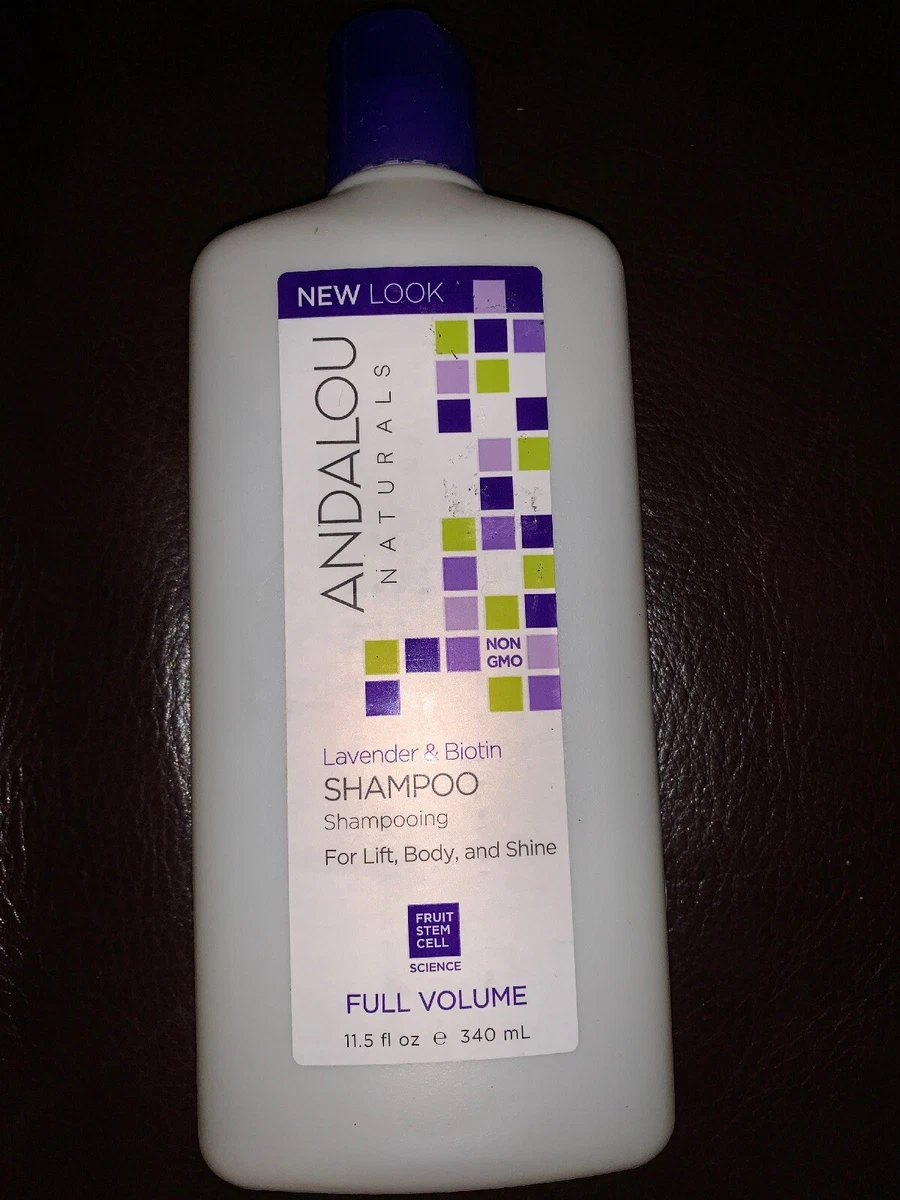 NEW LOOK
ANDALOU
NATURALS
NON
GMO
Lavender & Biotin
SHAMPOO
Shampooing
For Lift, Body, and Shine
FRUIT
STEM
CELL
SCIENCE
FULL VOLUME
11.5 fl oz ℮ 340 mL